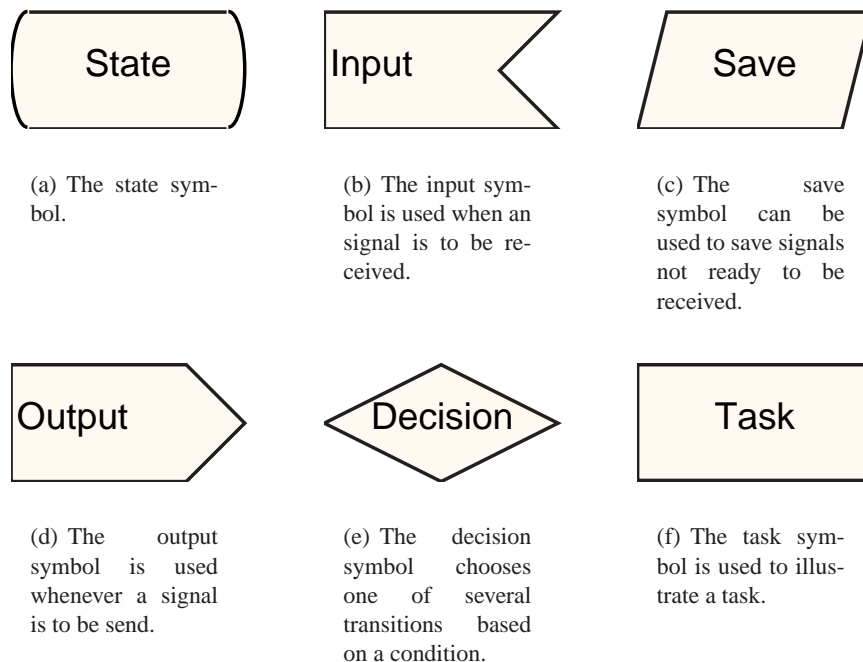 State
Input
Save
(a) The state sym-
bol.
(b) The input sym-
bol is used when an
signal is to be re-
ceived.
(c) The save
symbol can be
used to save signals
not ready to be
received.
Output
Decision
Task
(d) The output
symbol is used
whenever a signal
is to be send.
(e) The decision
symbol chooses
one of several
transitions based
on a condition.
(f) The task sym-
bol is used to illus-
trate a task.